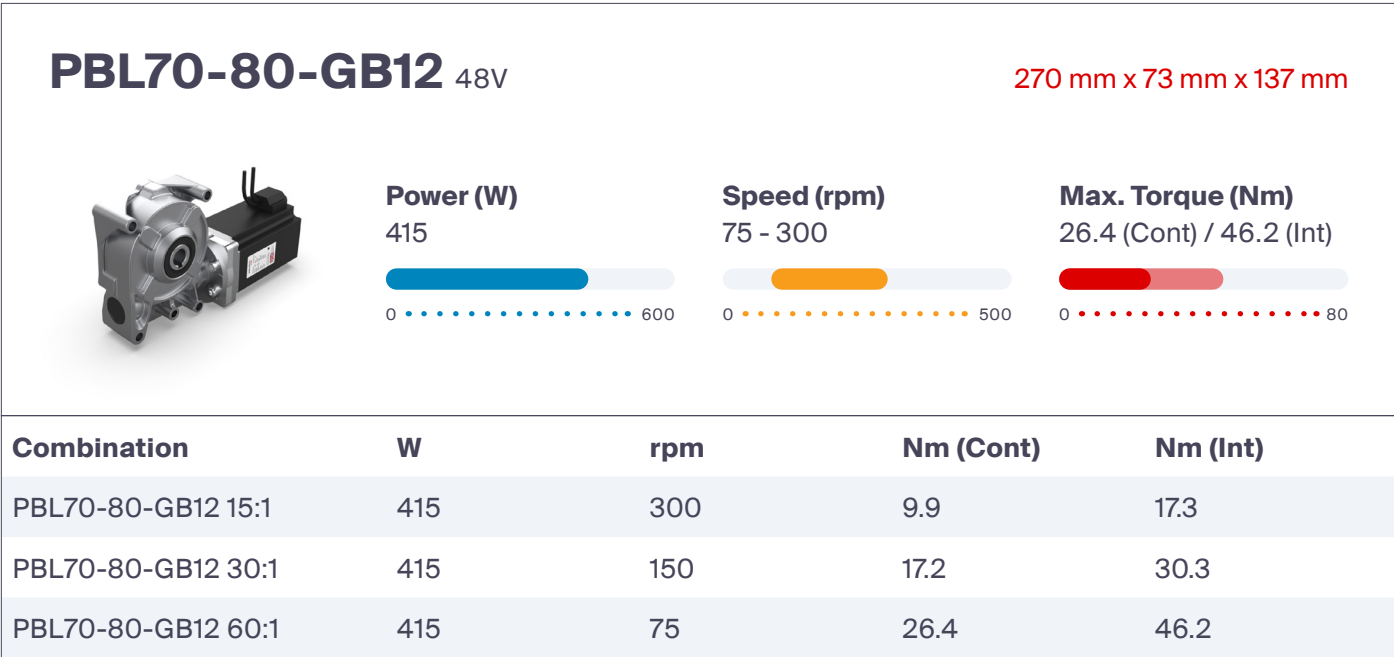 PBL70-80-GB12 48V
270 mm x 73 mm x 137 mm
Power (W)
415
0 600
Speed (rpm)
75 - 300
0 500
Max. Torque (Nm)
26.4 (Cont) / 46.2 (Int)
0 80
Combination W rpm Nm (Cont) Nm (Int)
PBL70-80-GB12 15:1 415 300 9.9 17.3
PBL70-80-GB12 30:1 415 150 17.2 30.3
PBL70-80-GB12 60:1 415 75 26.4 46.2